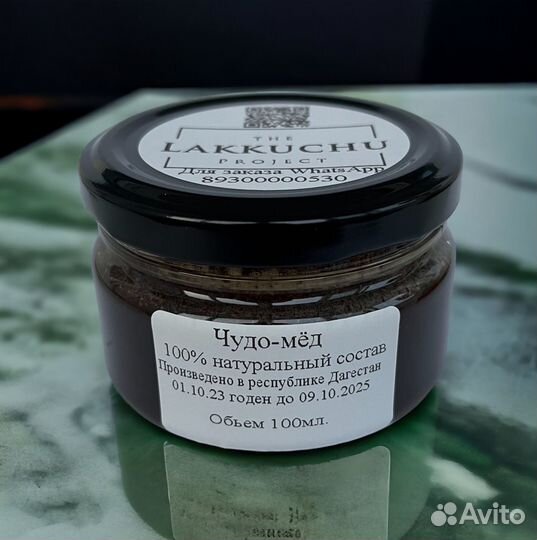 THE
LAKKUCHU
PROJECT
Для заказа WhatsApp
89300000530
Чудо-мёд
100% натуральный состав
Произведено в республике Дагестан
01.10.23 годен до 09.10.2025
Обьем 100мл.
Avito